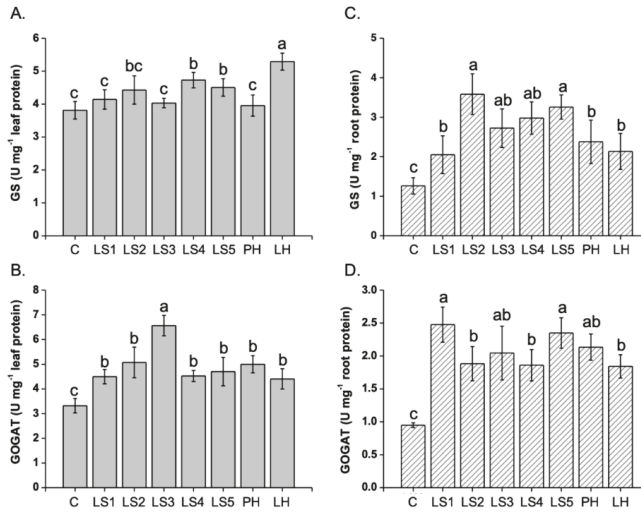 A.
GS (U mg⁻¹ leaf protein)
6
5
4
3
2
1
0
c
c
bc
c
b
b
c
a
C LS1 LS2 LS3 LS4 LS5 PH LH
B.
GOGAT (U mg⁻¹ leaf protein)
8
7
6
5
4
3
2
1
0
c
b
b
a
b
b
b
b
C LS1 LS2 LS3 LS4 LS5 PH LH
C.
GS (U mg⁻¹ root protein)
5
4
3
2
1
0
c
b
a
ab
ab
a
b
b
C LS1 LS2 LS3 LS4 LS5 PH LH
D.
GOGAT (U mg⁻¹ root protein)
3.0
2.5
2.0
1.5
1.0
0.5
0.0
c
a
b
ab
b
a
ab
b
C LS1 LS2 LS3 LS4 LS5 PH LH